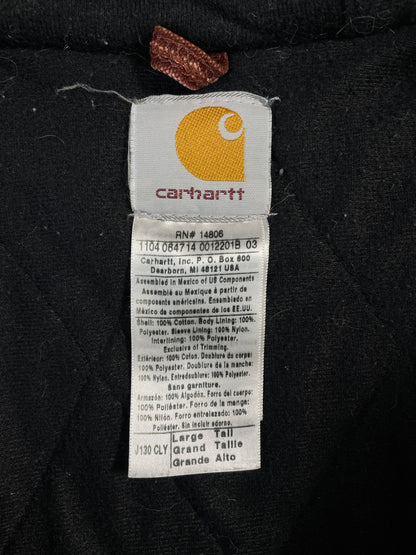 carhartt
RN# 14806
1104 064714 0012201B 03
Carhartt, Inc. P. O. Box 600
Dearborn, MI 48121 USA
Assembled in Mexico of US Components
Assemblé au Mexique à partir de
composants américains. Ensamblado en
México de componentes de los EE.UU.
Shell: 100% Cotton. Body Lining: 100%
Polyester. Sleeve Lining: 100% Nylon.
Interlining: 100% Polyester.
Exclusive of Trimming.
Extérieur: 100% Coton. Doublure du corps:
100% Polyester. Doublure de la manche:
100% Nylon. Entredoublure: 100% Polyester.
Sans garniture.
Armazón: 100% Algodón. Forro del cuerpo:
100% Poliéster. Forro de la manga:
100% Nilón. Forro entrelazado: 100%
Poliéster. Sin incluir adorno.
J130 CLY
Large Tall
Grand Taille
Grande Alto